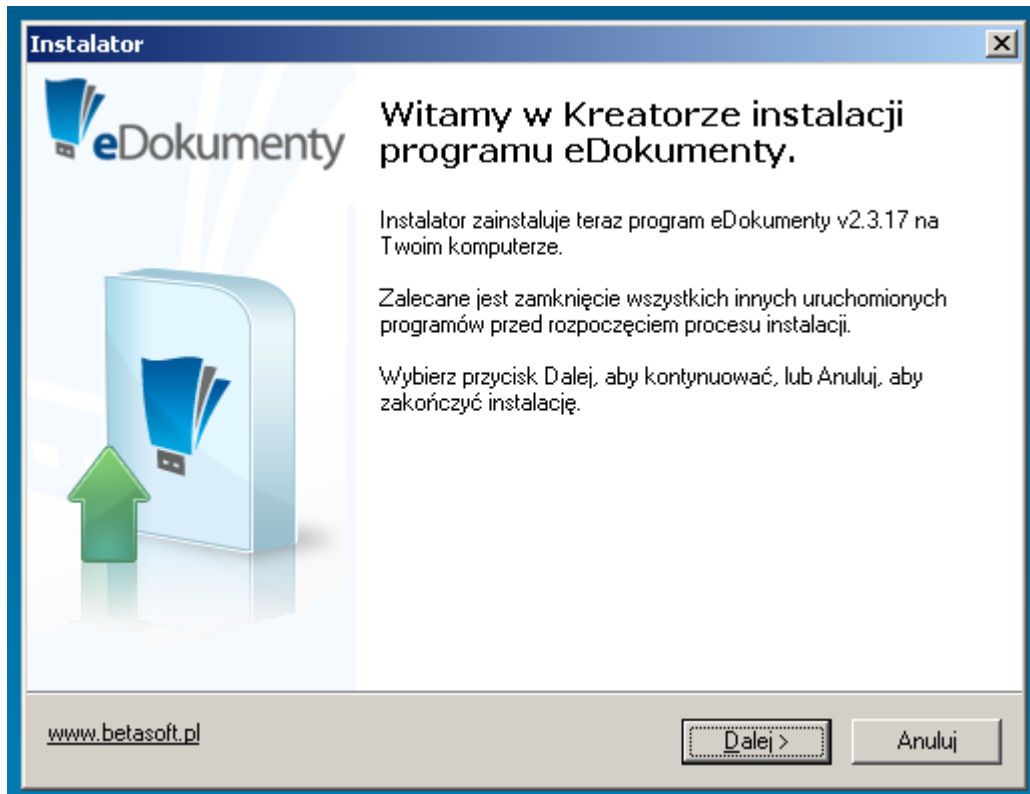 Instalator
eDokumenty
Witamy w Kreatorze instalacji
programu eDokumenty.
Instalator zainstaluje teraz program eDokumenty v2.3.17 na
Twoim komputerze.
Zalecane jest zamknięcie wszystkich innych uruchomionych
programów przed rozpoczęciem procesu instalacji.
Wybierz przycisk Dalej, aby kontynuować, lub Anuluj, aby
zakończyć instalację.
www.betasoft.pl
Dalej >
Anuluj